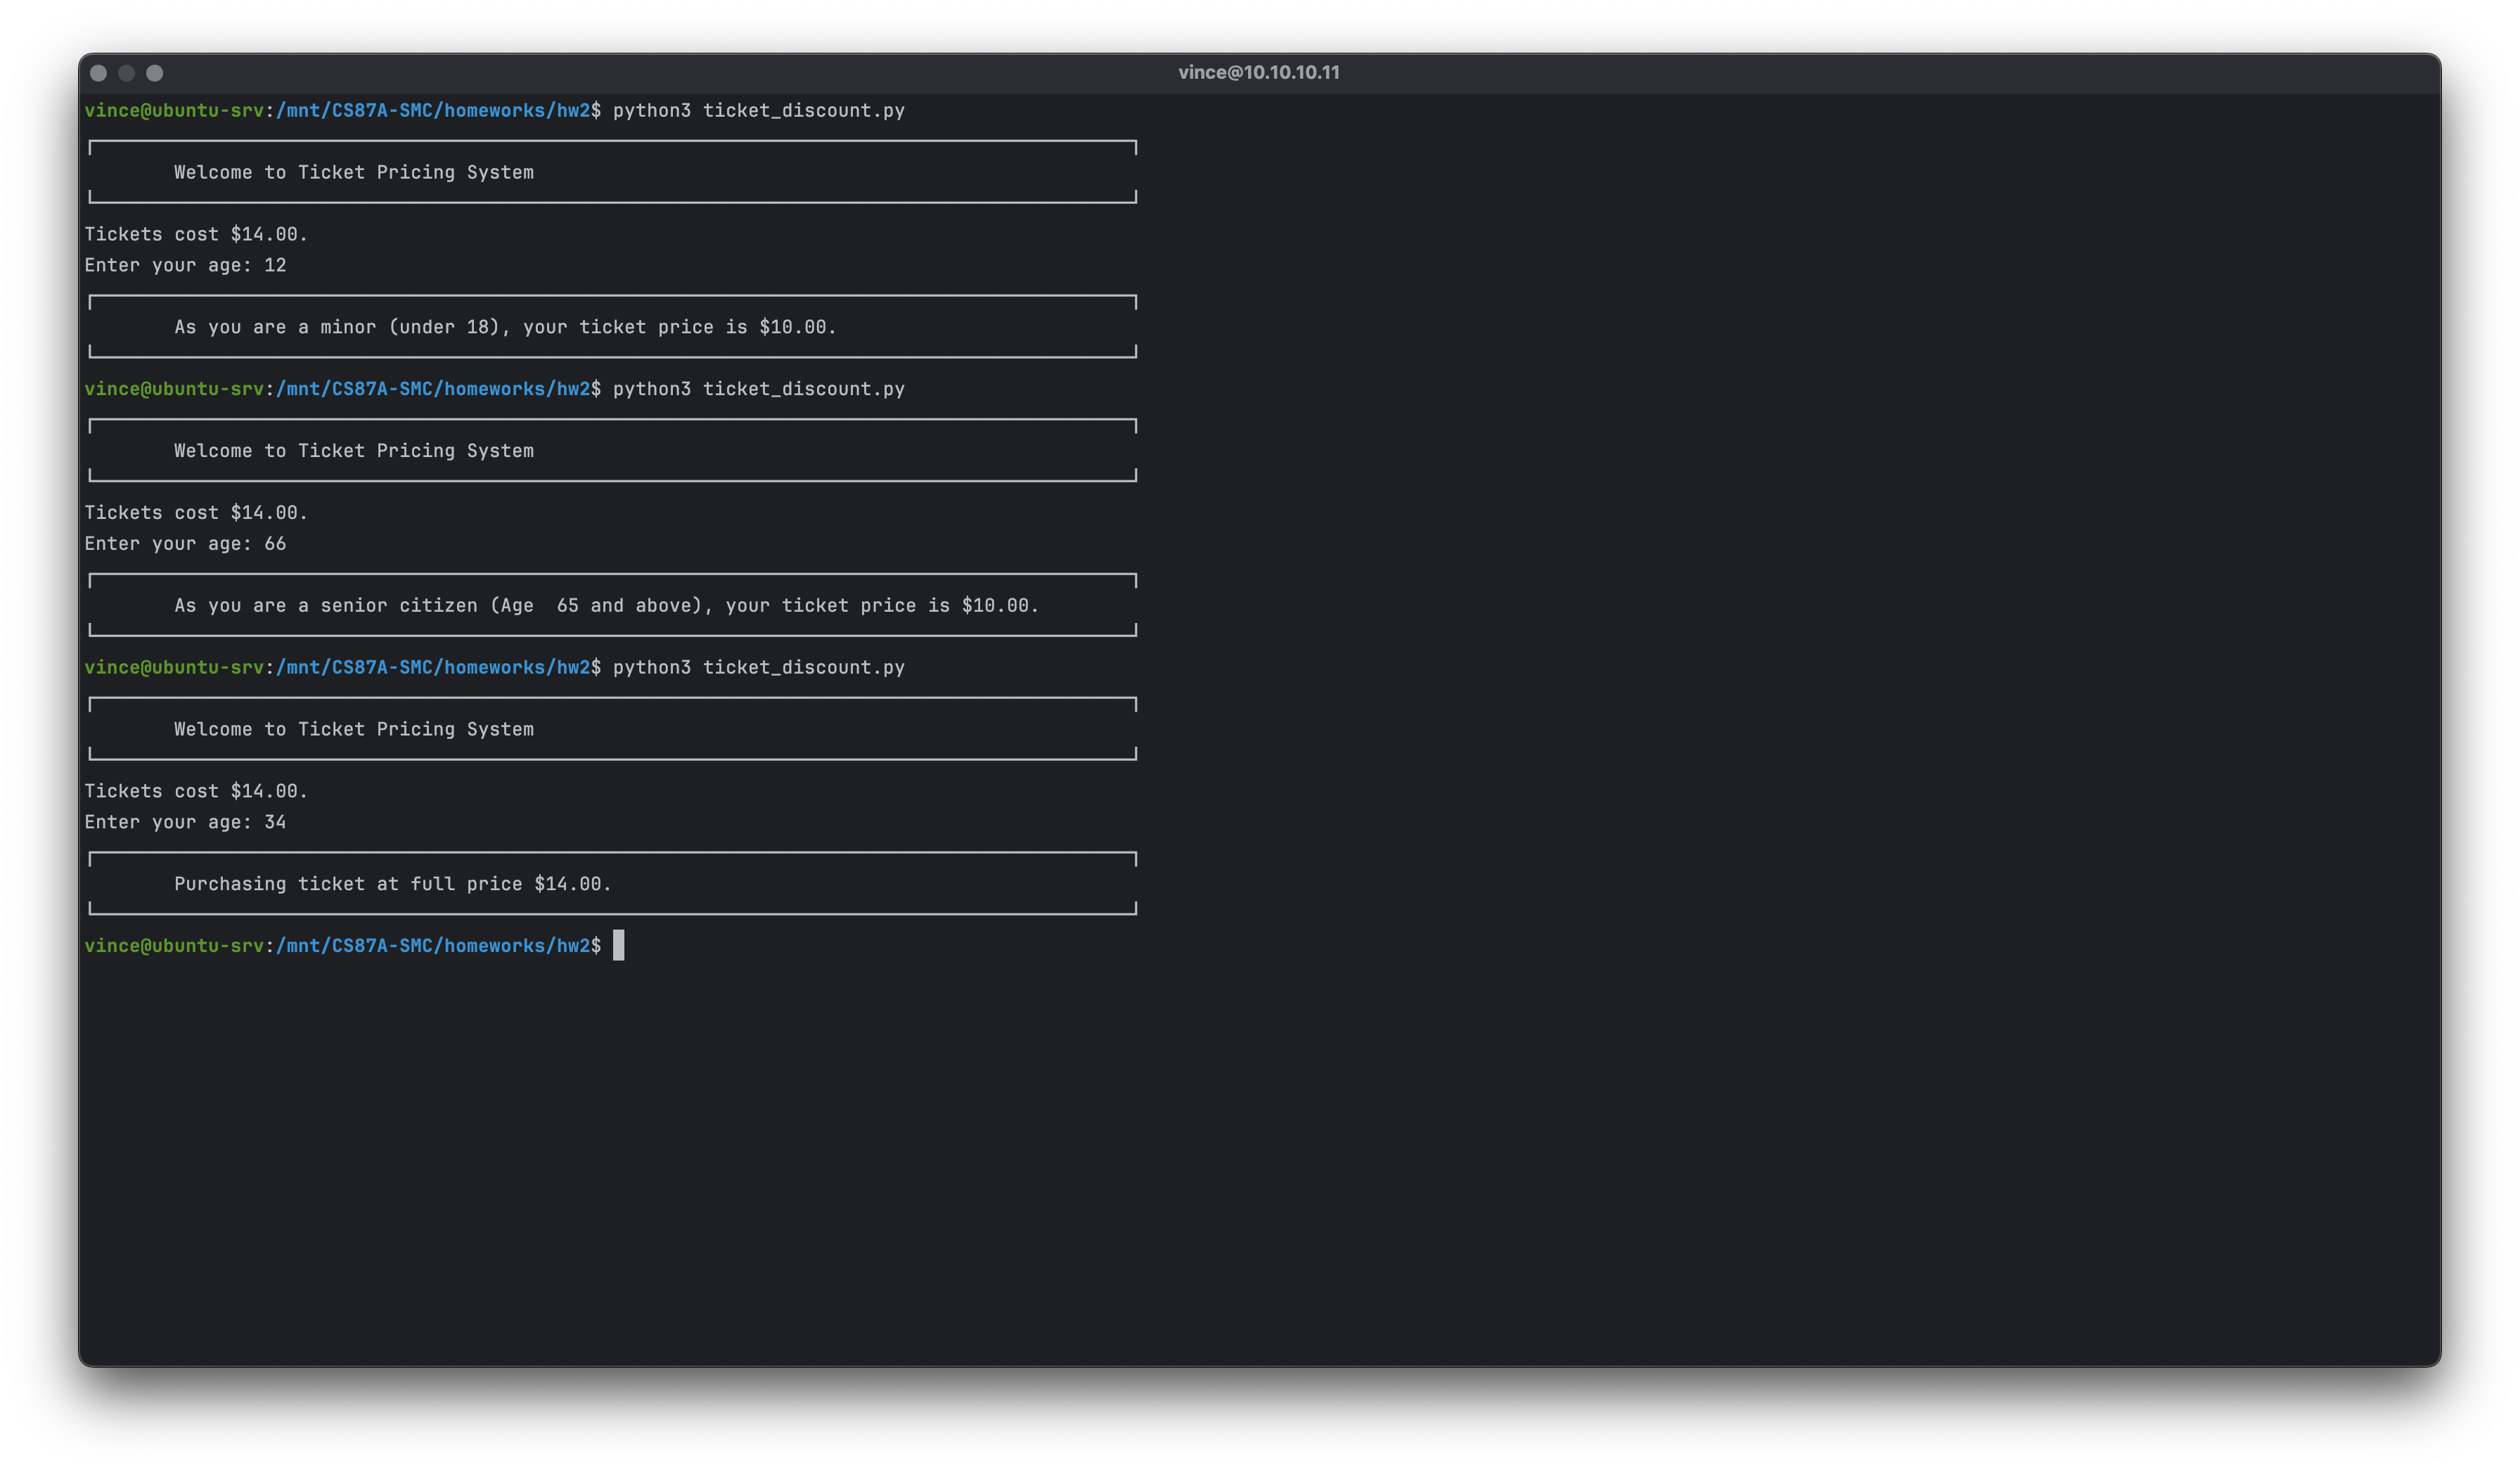 vince@10.10.10.11
vince@ubuntu-srv:/mnt/CS87A-SMC/homeworks/hw2$ python3 ticket_discount.py
Welcome to Ticket Pricing System
Tickets cost $14.00.
Enter your age: 12
As you are a minor (under 18), your ticket price is $10.00.
vince@ubuntu-srv:/mnt/CS87A-SMC/homeworks/hw2$ python3 ticket_discount.py
Welcome to Ticket Pricing System
Tickets cost $14.00.
Enter your age: 66
As you are a senior citizen (Age  65 and above), your ticket price is $10.00.
vince@ubuntu-srv:/mnt/CS87A-SMC/homeworks/hw2$ python3 ticket_discount.py
Welcome to Ticket Pricing System
Tickets cost $14.00.
Enter your age: 34
Purchasing ticket at full price $14.00.
vince@ubuntu-srv:/mnt/CS87A-SMC/homeworks/hw2$